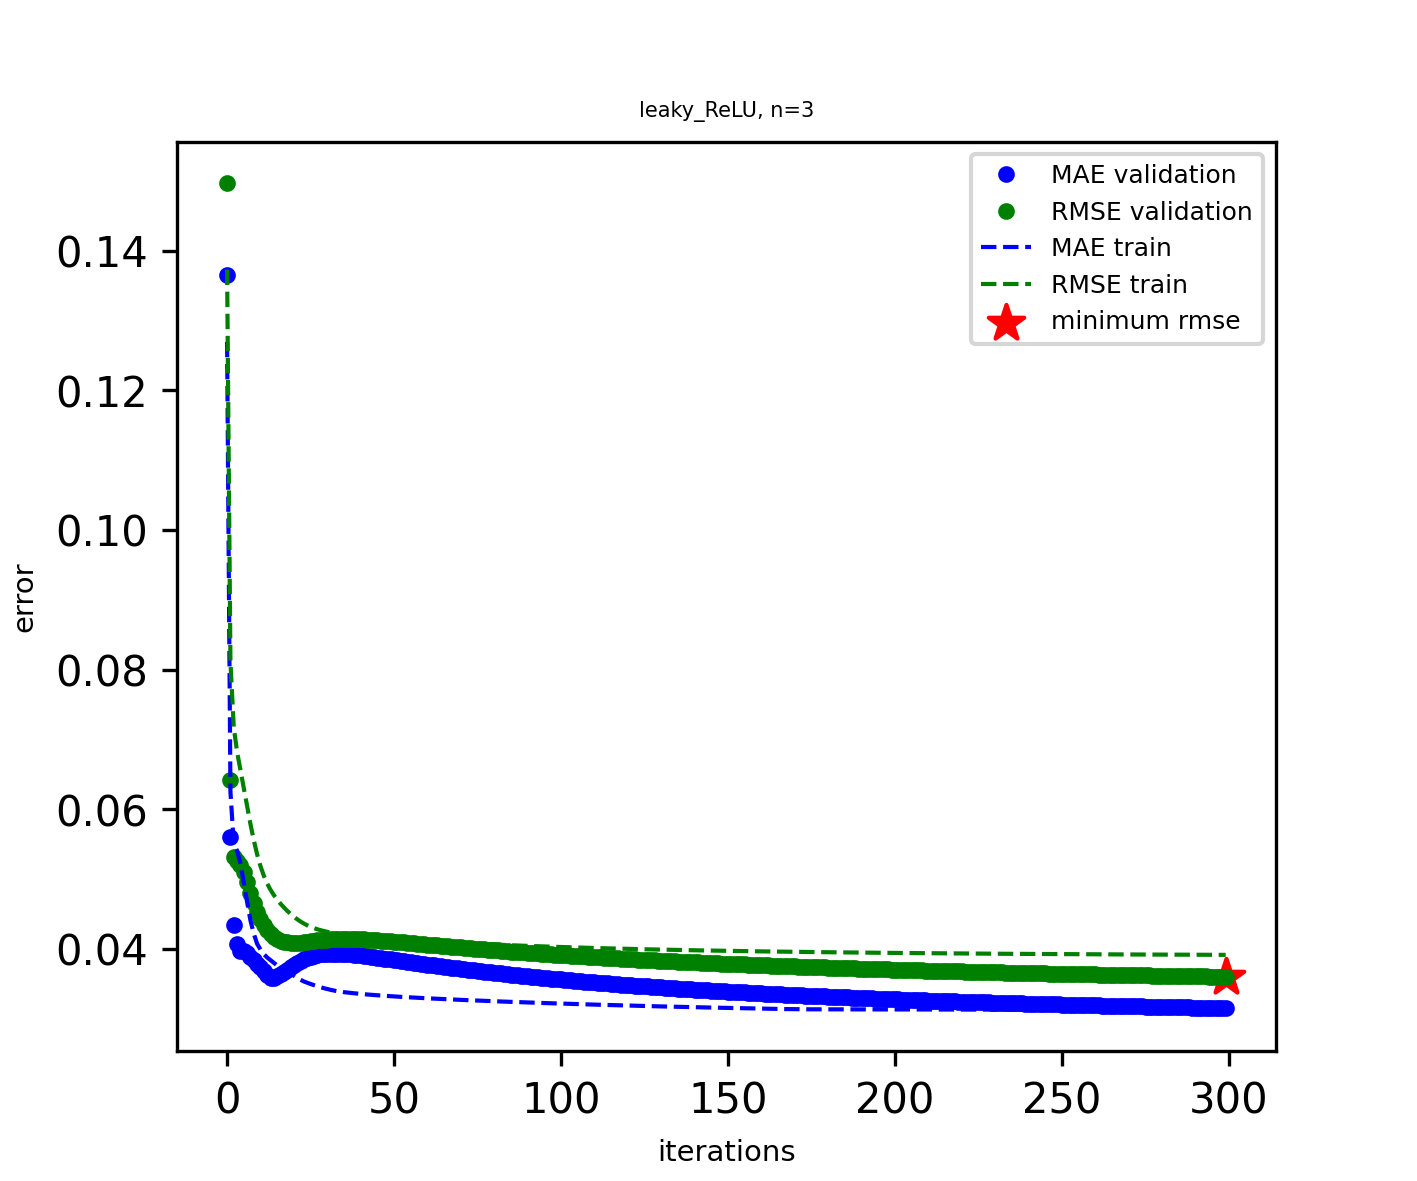 leaky_ReLU, n=3
MAE validation
RMSE validation
MAE train
RMSE train
minimum rmse
error
0.14
0.12
0.10
0.08
0.06
0.04
0 50 100 150 200 250 300
iterations